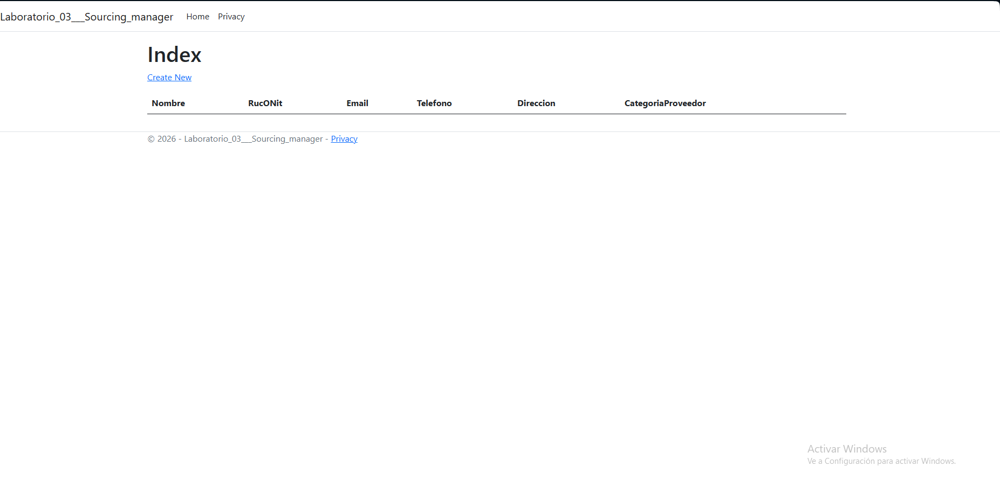 Laboratorio_03___Sourcing_manager Home Privacy
Index
Create New
Nombre RucONit Email Telefono Direccion CategoriaProveedor
© 2026 - Laboratorio_03___Sourcing_manager - Privacy
Activar Windows
Ve a Configuración para activar Windows.